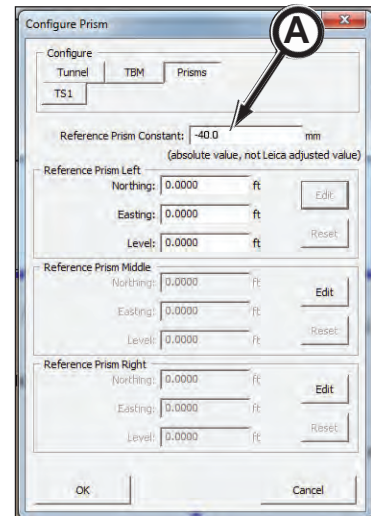 Configure Prism
A
X
Configure
Tunnel TBM Prisms
TS1
Reference Prism Constant: -40.0 mm
(absolute value, not Leica adjusted value)
Reference Prism Left
Northing: 0.0000 ft
Edit
Easting: 0.0000 ft
Level: 0.0000 ft
Reset
Reference Prism Middle
Northing: 0.0000 ft
Edit
Easting: 0.0000 ft
Level: 0.0000 ft
Reset
Reference Prism Right
Northing: 0.0000 ft
Edit
Easting: 0.0000 ft
Level: 0.0000 ft
Reset
OK Cancel